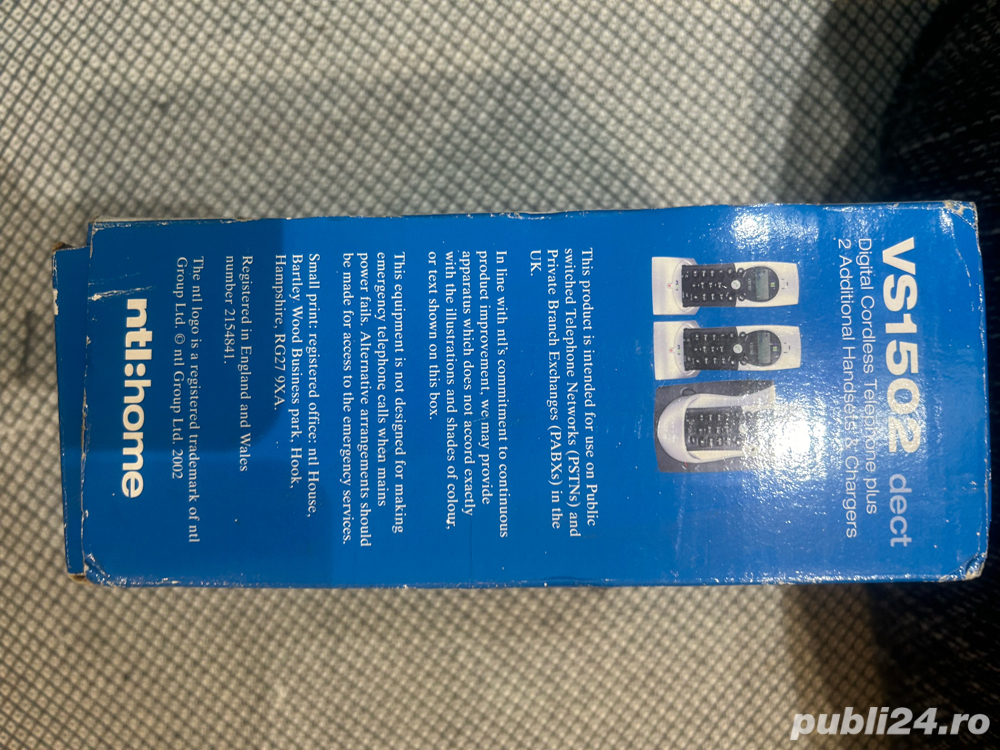 VS1502 dect
Digital Cordless Telephone plus
2 Additional Handsets & Chargers
This product is intended for use on Public
switched Telephone Networks (PSTNs) and
Private Branch Exchanges (PABXs) in the
UK.
In line with ntl's commitment to continuous
product improvement, we may provide
apparatus which does not accord exactly
with the illustrations and shades of colour,
or text shown on this box.
This equipment is not designed for making
emergency telephone calls when mains
power fails. Alternative arrangements should
be made for access to the emergency services.
Small print: registered office: ntl House,
Bartley Wood Business park, Hook,
Hampshire, RG27 9XA.
Registered in England and Wales
number 2154841.
The ntl logo is a registered trademark of ntl
Group Ltd. © ntl Group Ltd. 2002
ntl:home
publi24.ro